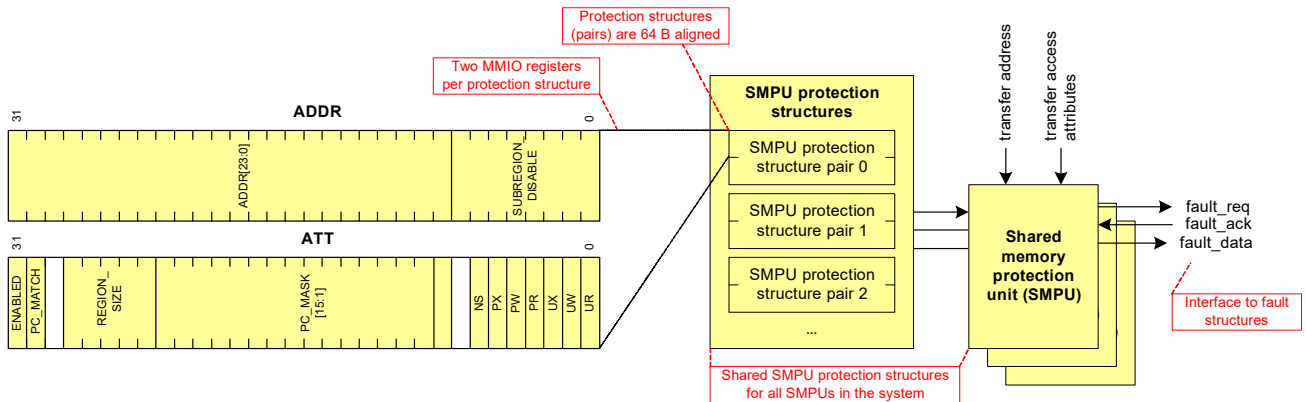 Protection structures
(pairs) are 64 B aligned
Two MMIO registers
per protection structure
31
ADDR
0
ADDR[23:0]
SUBREGION_
DISABLE
31
ATT
0
ENABLED
PC_MATCH
REGION_
SIZE
PC_MASK
[15:1]
NS
PX
PW
PR
UX
UW
UR
SMPU protection
structures
SMPU protection
structure pair 0
SMPU protection
structure pair 1
SMPU protection
structure pair 2
...
Shared SMPU protection structures
for all SMPUs in the system
transfer address
transfer access
attributes
Shared
memory
protection
unit (SMPU)
fault_req
fault_ack
fault_data
Interface to fault
structures